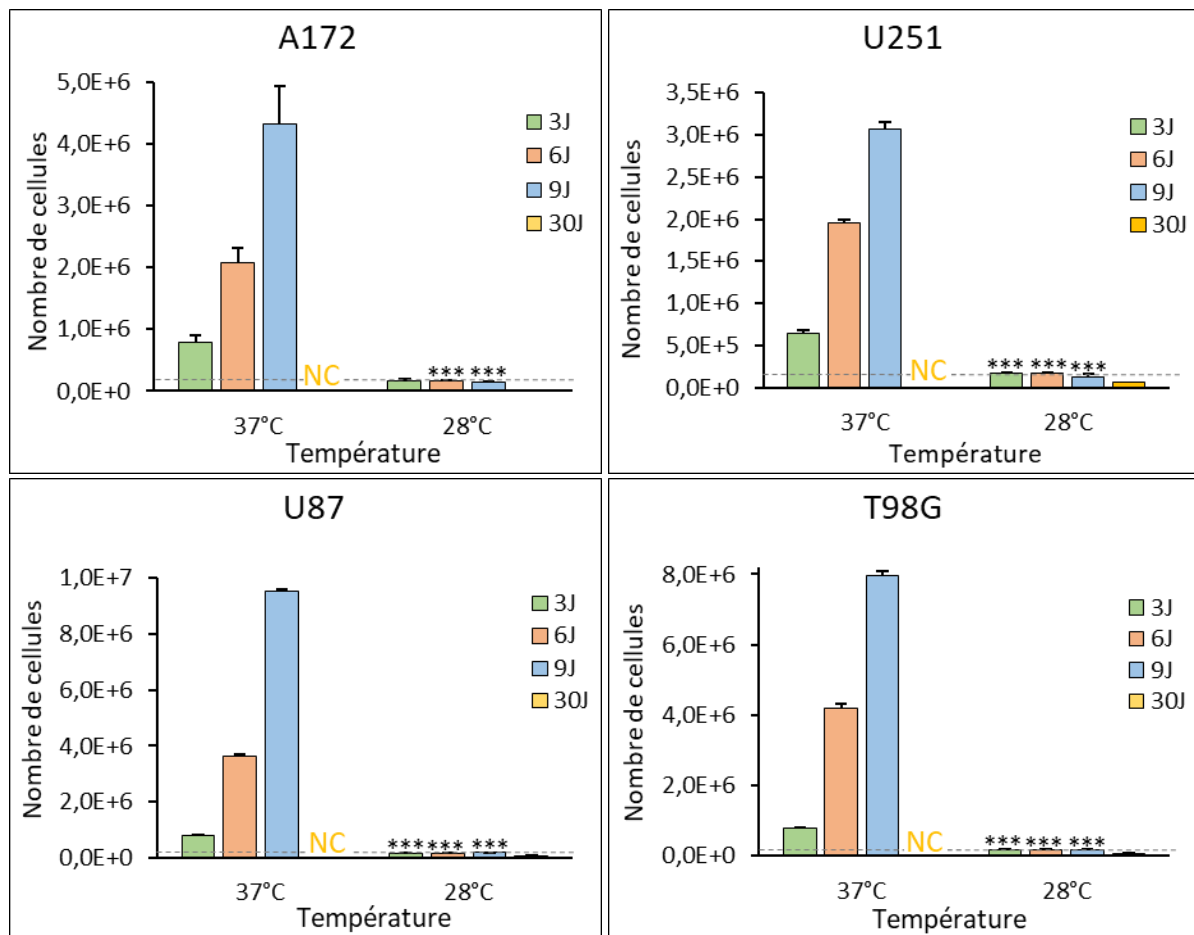 A172
Nombre de cellules
5,0E+6
4,0E+6
3,0E+6
2,0E+6
1,0E+6
0,0E+0
3J
6J
9J
30J
NC
*** ***
37°C 28°C
Température
U251
Nombre de cellules
3,5E+6
3,0E+6
2,5E+6
2,0E+6
1,5E+6
1,0E+6
5,0E+5
0,0E+0
3J
6J
9J
30J
NC
*** *** ***
37°C 28°C
Température
U87
Nombre de cellules
1,0E+7
8,0E+6
6,0E+6
4,0E+6
2,0E+6
0,0E+0
3J
6J
9J
30J
NC
*** *** ***
37°C 28°C
Température
T98G
Nombre de cellules
8,0E+6
6,0E+6
4,0E+6
2,0E+6
0,0E+0
3J
6J
9J
30J
NC
*** *** ***
37°C 28°C
Température